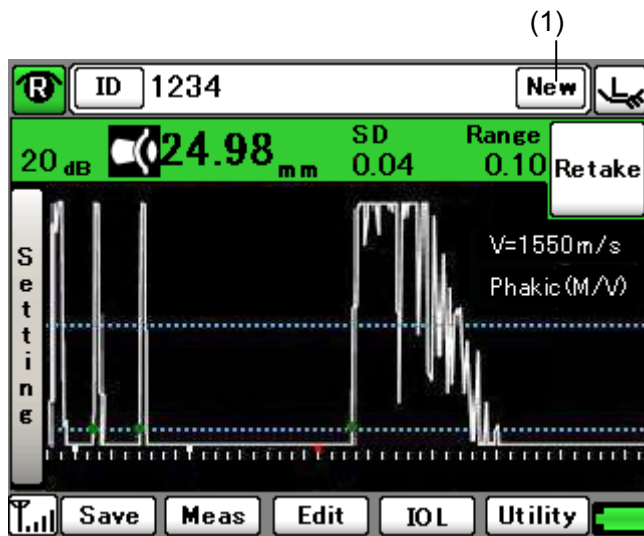 (1)
R ID 1234 New
20 dB 24.98 mm SD 0.04 Range 0.10 Retake
Setting
V=1550m/s
Phakic(M/V)
Save Meas Edit IOL Utility